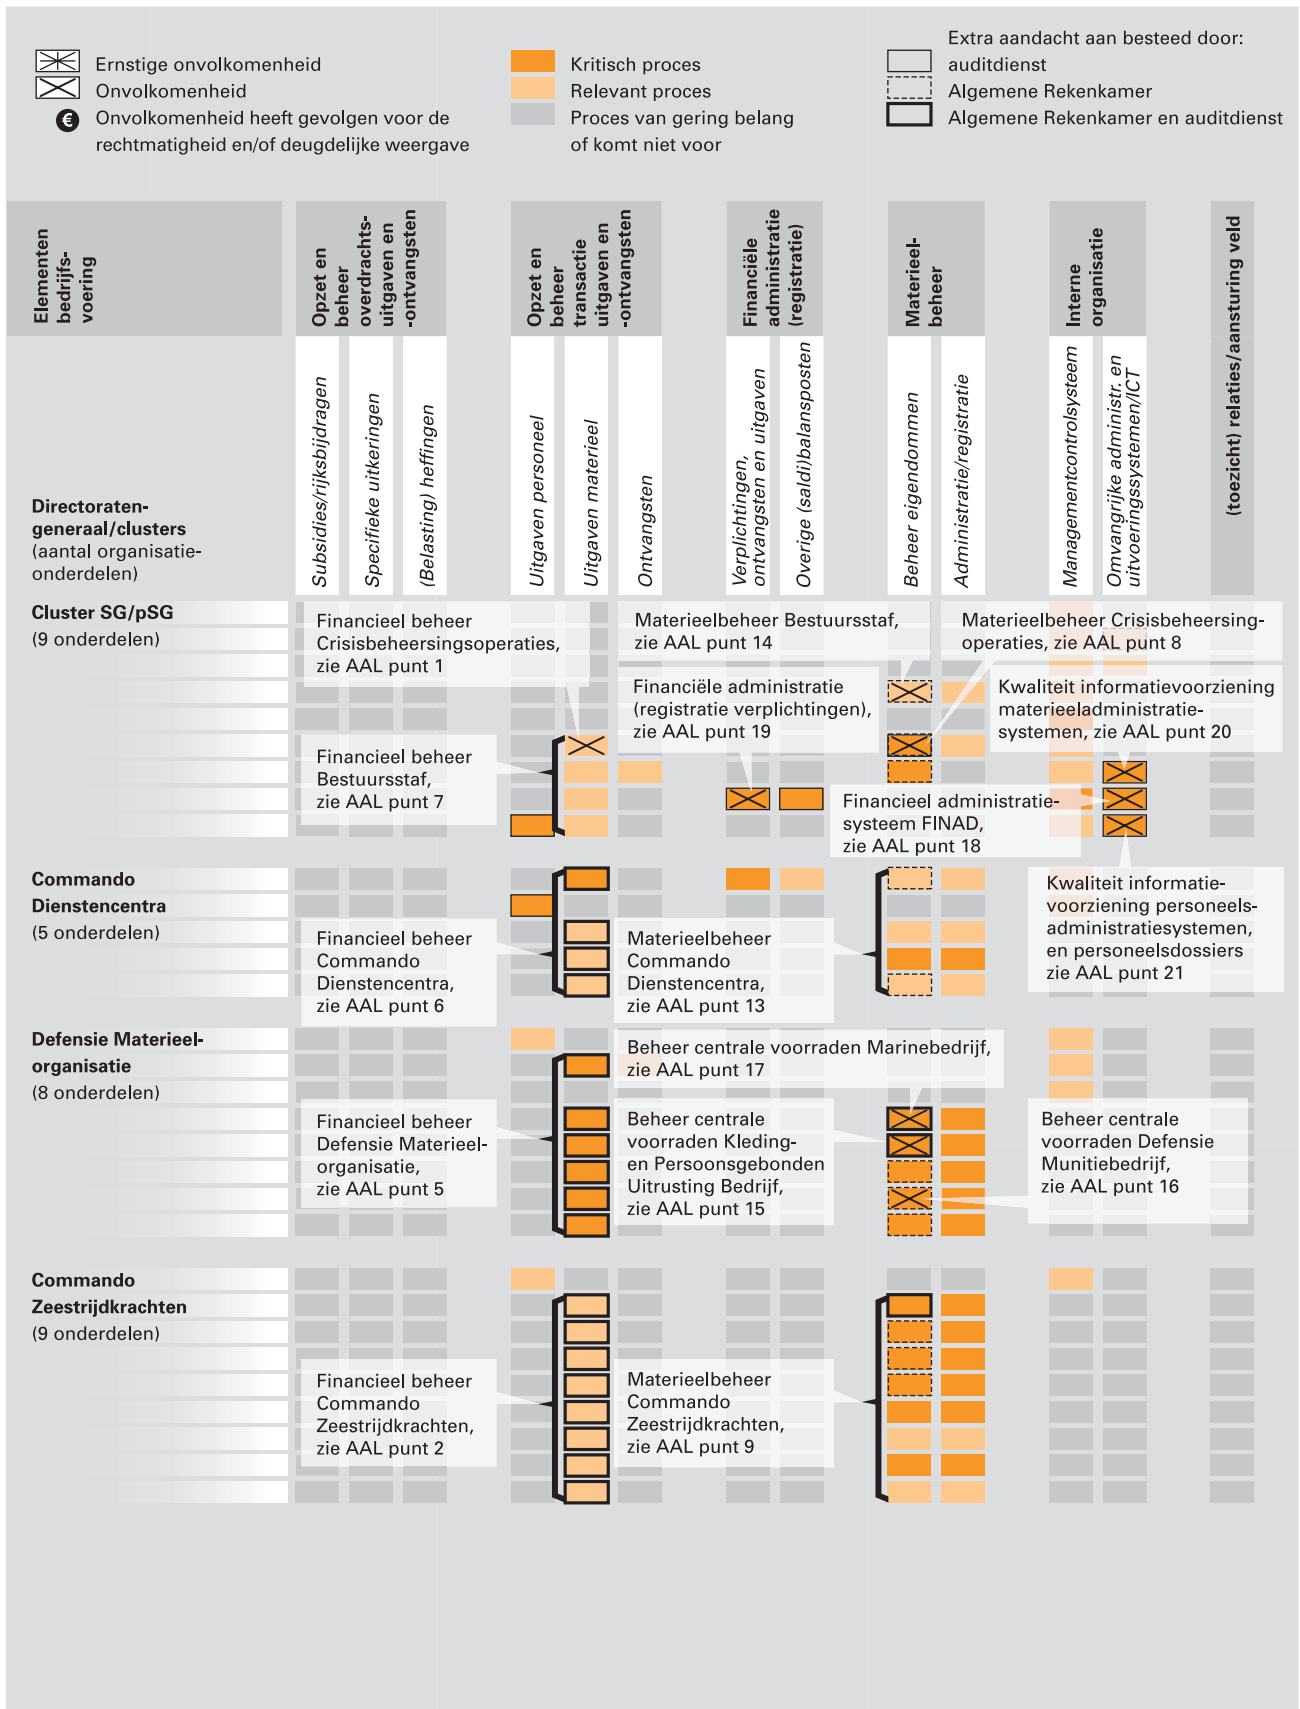 Ernstige onvolkomenheid
Onvolkomenheid
€ Onvolkomenheid heeft gevolgen voor de
rechtmatigheid en/of deugdelijke weergave
Kritisch proces
Relevant proces
Proces van gering belang
of komt niet voor
Extra aandacht aan besteed door:
auditdienst
Algemene Rekenkamer
Algemene Rekenkamer en auditdienst
Elementen
bedrijfs-
voering
Opzet en
beheer
overdrachts-
uitgaven en
-ontvangsten
Opzet en
beheer
transactie
uitgaven en
-ontvangsten
Financiële
administratie
(registratie)
Materieel-
beheer
Interne
organisatie
(toezicht) relaties/aansturing veld
Subsidies/rijksbijdragen
Specifieke uitkeringen
(Belasting) heffingen
Uitgaven personeel
Uitgaven materieel
Ontvangsten
Verplichtingen,
ontvangsten en uitgaven
Overige (saldi)balansposten
Beheer eigendommen
Administratie/registratie
Managementcontrolsysteem
Omvangrijke administr. en
uitvoeringssystemen/ICT
Directoraten-
generaal/clusters
(aantal organisatie-
onderdelen)
Cluster SG/pSG
(9 onderdelen)
Financieel beheer
Crisisbeheersingsoperaties,
zie AAL punt 1
Materieelbeheer Bestuursstaf,
zie AAL punt 14
Materieelbeheer Crisisbeheersing-
operaties, zie AAL punt 8
Financiële administratie
(registratie verplichtingen),
zie AAL punt 19
Kwaliteit informatievoorziening
materieeladministratie-
systemen, zie AAL punt 20
Financieel beheer
Bestuursstaf,
zie AAL punt 7
Financieel administratie-
systeem FINAD,
zie AAL punt 18
Commando
Dienstencentra
(5 onderdelen)
Financieel beheer
Commando
Dienstencentra,
zie AAL punt 6
Materieelbeheer
Commando
Dienstencentra,
zie AAL punt 13
Kwaliteit informatie-
voorziening personeels-
administratiesystemen,
en personeelsdossiers
zie AAL punt 21
Defensie Materieel-
organisatie
(8 onderdelen)
Beheer centrale voorraden Marinebedrijf,
zie AAL punt 17
Financieel beheer
Defensie Materieel-
organisatie,
zie AAL punt 5
Beheer centrale
voorraden Kleding-
en Persoonsgebonden
Uitrusting Bedrijf,
zie AAL punt 15
Beheer centrale
voorraden Defensie
Munitiebedrijf,
zie AAL punt 16
Commando
Zeestrijdkrachten
(9 onderdelen)
Financieel beheer
Commando
Zeestrijdkrachten,
zie AAL punt 2
Materieelbeheer
Commando
Zeestrijdkrachten,
zie AAL punt 9